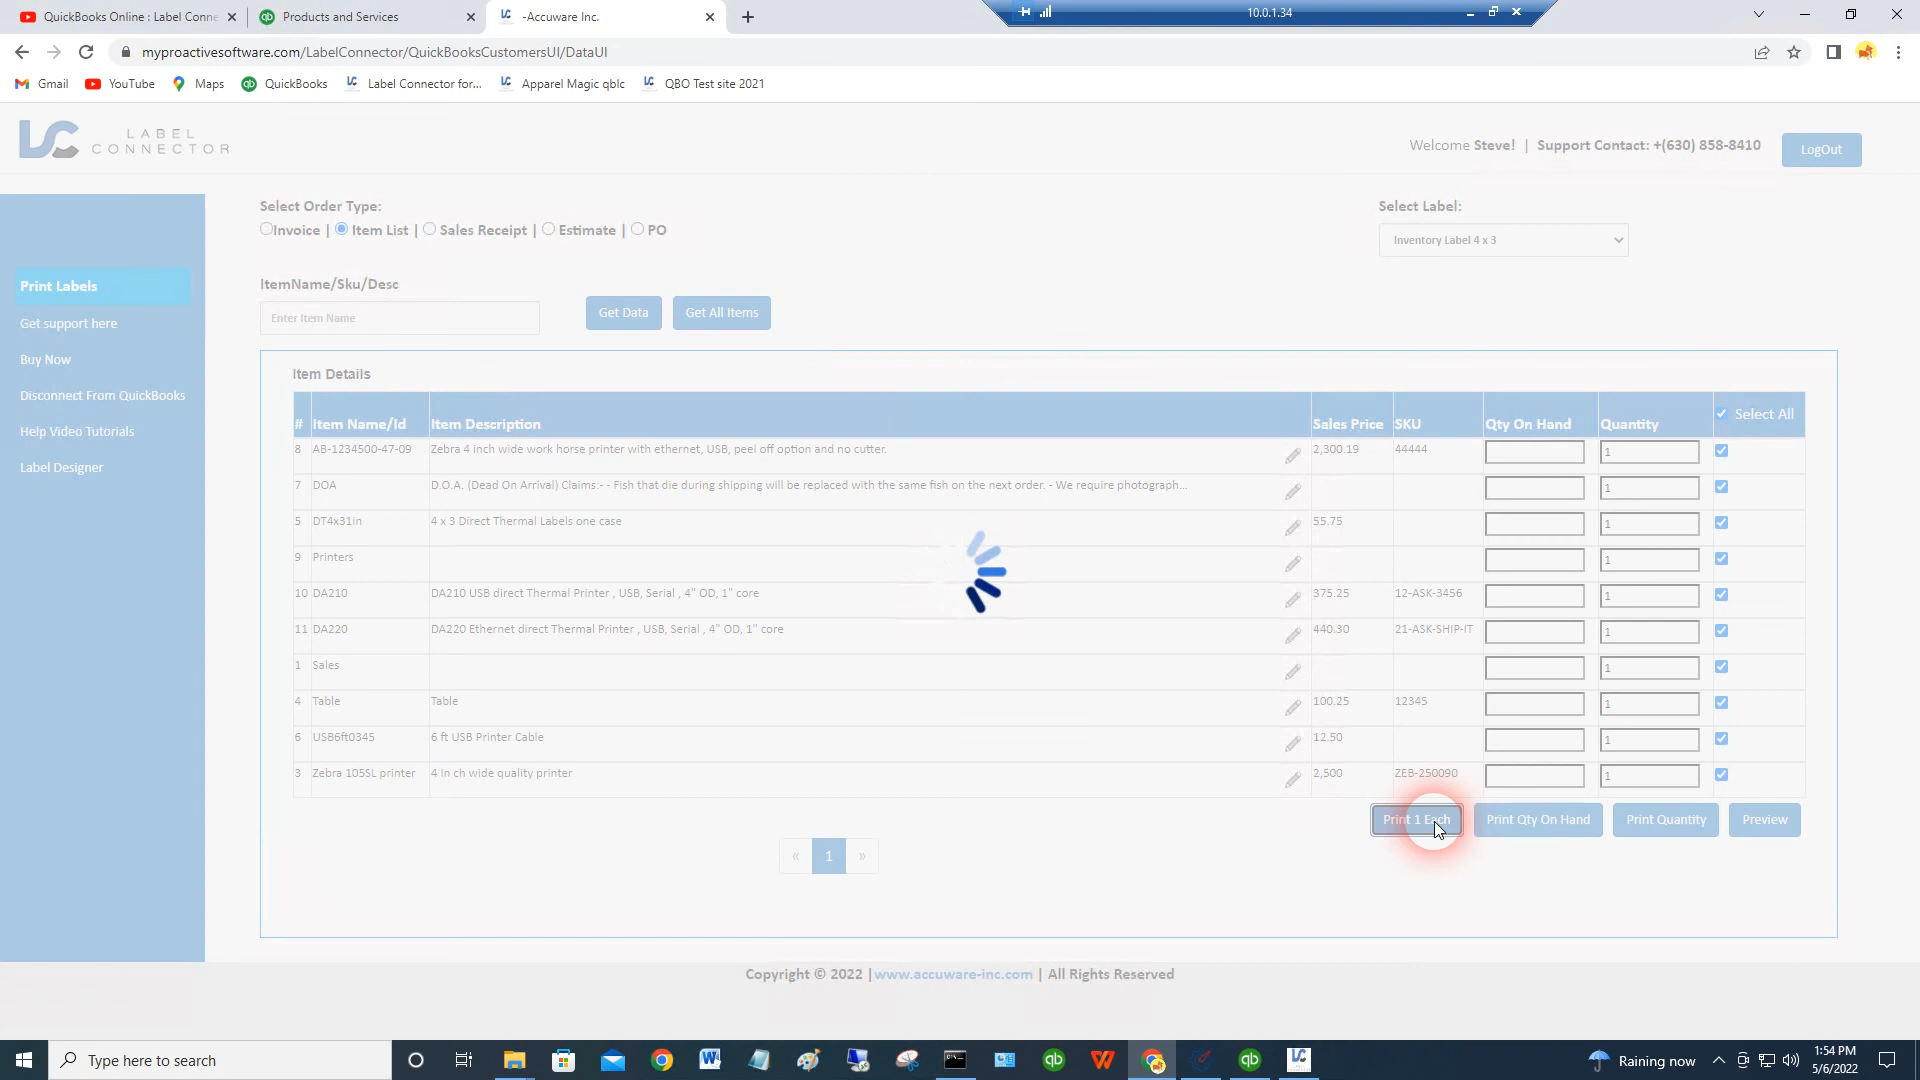 QuickBooks Online : Label Conne
Products and Services
-Accuware Inc.
10.0.1.34
myproactivesoftware.com/LabelConnector/QuickBooksCustomersUI/DataUI
Gmail YouTube Maps QuickBooks Label Connector for... Apparel Magic qblc QBO Test site 2021
LC LABEL CONNECTOR
Welcome Steve! | Support Contact: +(630) 858-8410 LogOut
Select Order Type:
Invoice | Item List | Sales Receipt | Estimate | PO
Select Label:
Inventory Label 4 x 3
Print Labels
Get support here
Buy Now
Disconnect From QuickBooks
Help Video Tutorials
Label Designer
ItemName/Sku/Desc
Enter Item Name
Get Data
Get All Items
Item Details
# Item Name/Id Item Description Sales Price SKU Qty On Hand Quantity Select All
8 AB-1234500-47-09 Zebra 4 inch wide work horse printer with ethernet, USB, peel off option and no cutter. 2,300.19 44444 1
7 DOA D.O.A. (Dead On Arrival) Claims:- - Fish that die during shipping will be replaced with the same fish on the next order. - We require photograph... 1
5 DT4x31in 4 x 3 Direct Thermal Labels one case 55.75 1
9 Printers 1
10 DA210 DA210 USB direct Thermal Printer , USB, Serial , 4" OD, 1" core 375.25 12-ASK-3456 1
11 DA220 DA220 Ethernet direct Thermal Printer , USB, Serial , 4" OD, 1" core 440.30 21-ASK-SHIP-IT 1
1 Sales 1
4 Table Table 100.25 12345 1
6 USB6ft0345 6 ft USB Printer Cable 12.50 1
3 Zebra 105SL printer 4 In ch wide quality printer 2,500 ZEB-250090 1
Print 1 Each
Print Qty On Hand
Print Quantity
Preview
« 1 »
Copyright © 2022 |www.accuware-inc.com | All Rights Reserved
Type here to search
Raining now
1:54 PM
5/6/2022